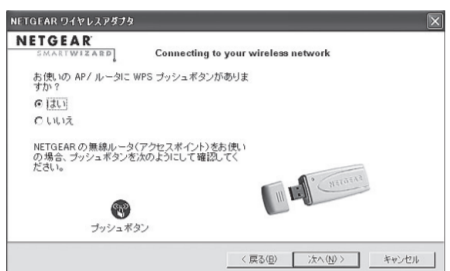 NETGEAR ワイヤレスアダプタ
NETGEAR
SMARTWIZARD
Connecting to your wireless network
お使いの AP/ ルータに WPS プッシュボタンがありま
すか?
はい
いいえ
NETGEAR の無線ルータ(アクセスポイント)をお使い
の場合、プッシュボタンを次のようにして確認してく
ださい。
NETGEAR
プッシュボタン
< 戻る(B)
次へ(N) >
キャンセル